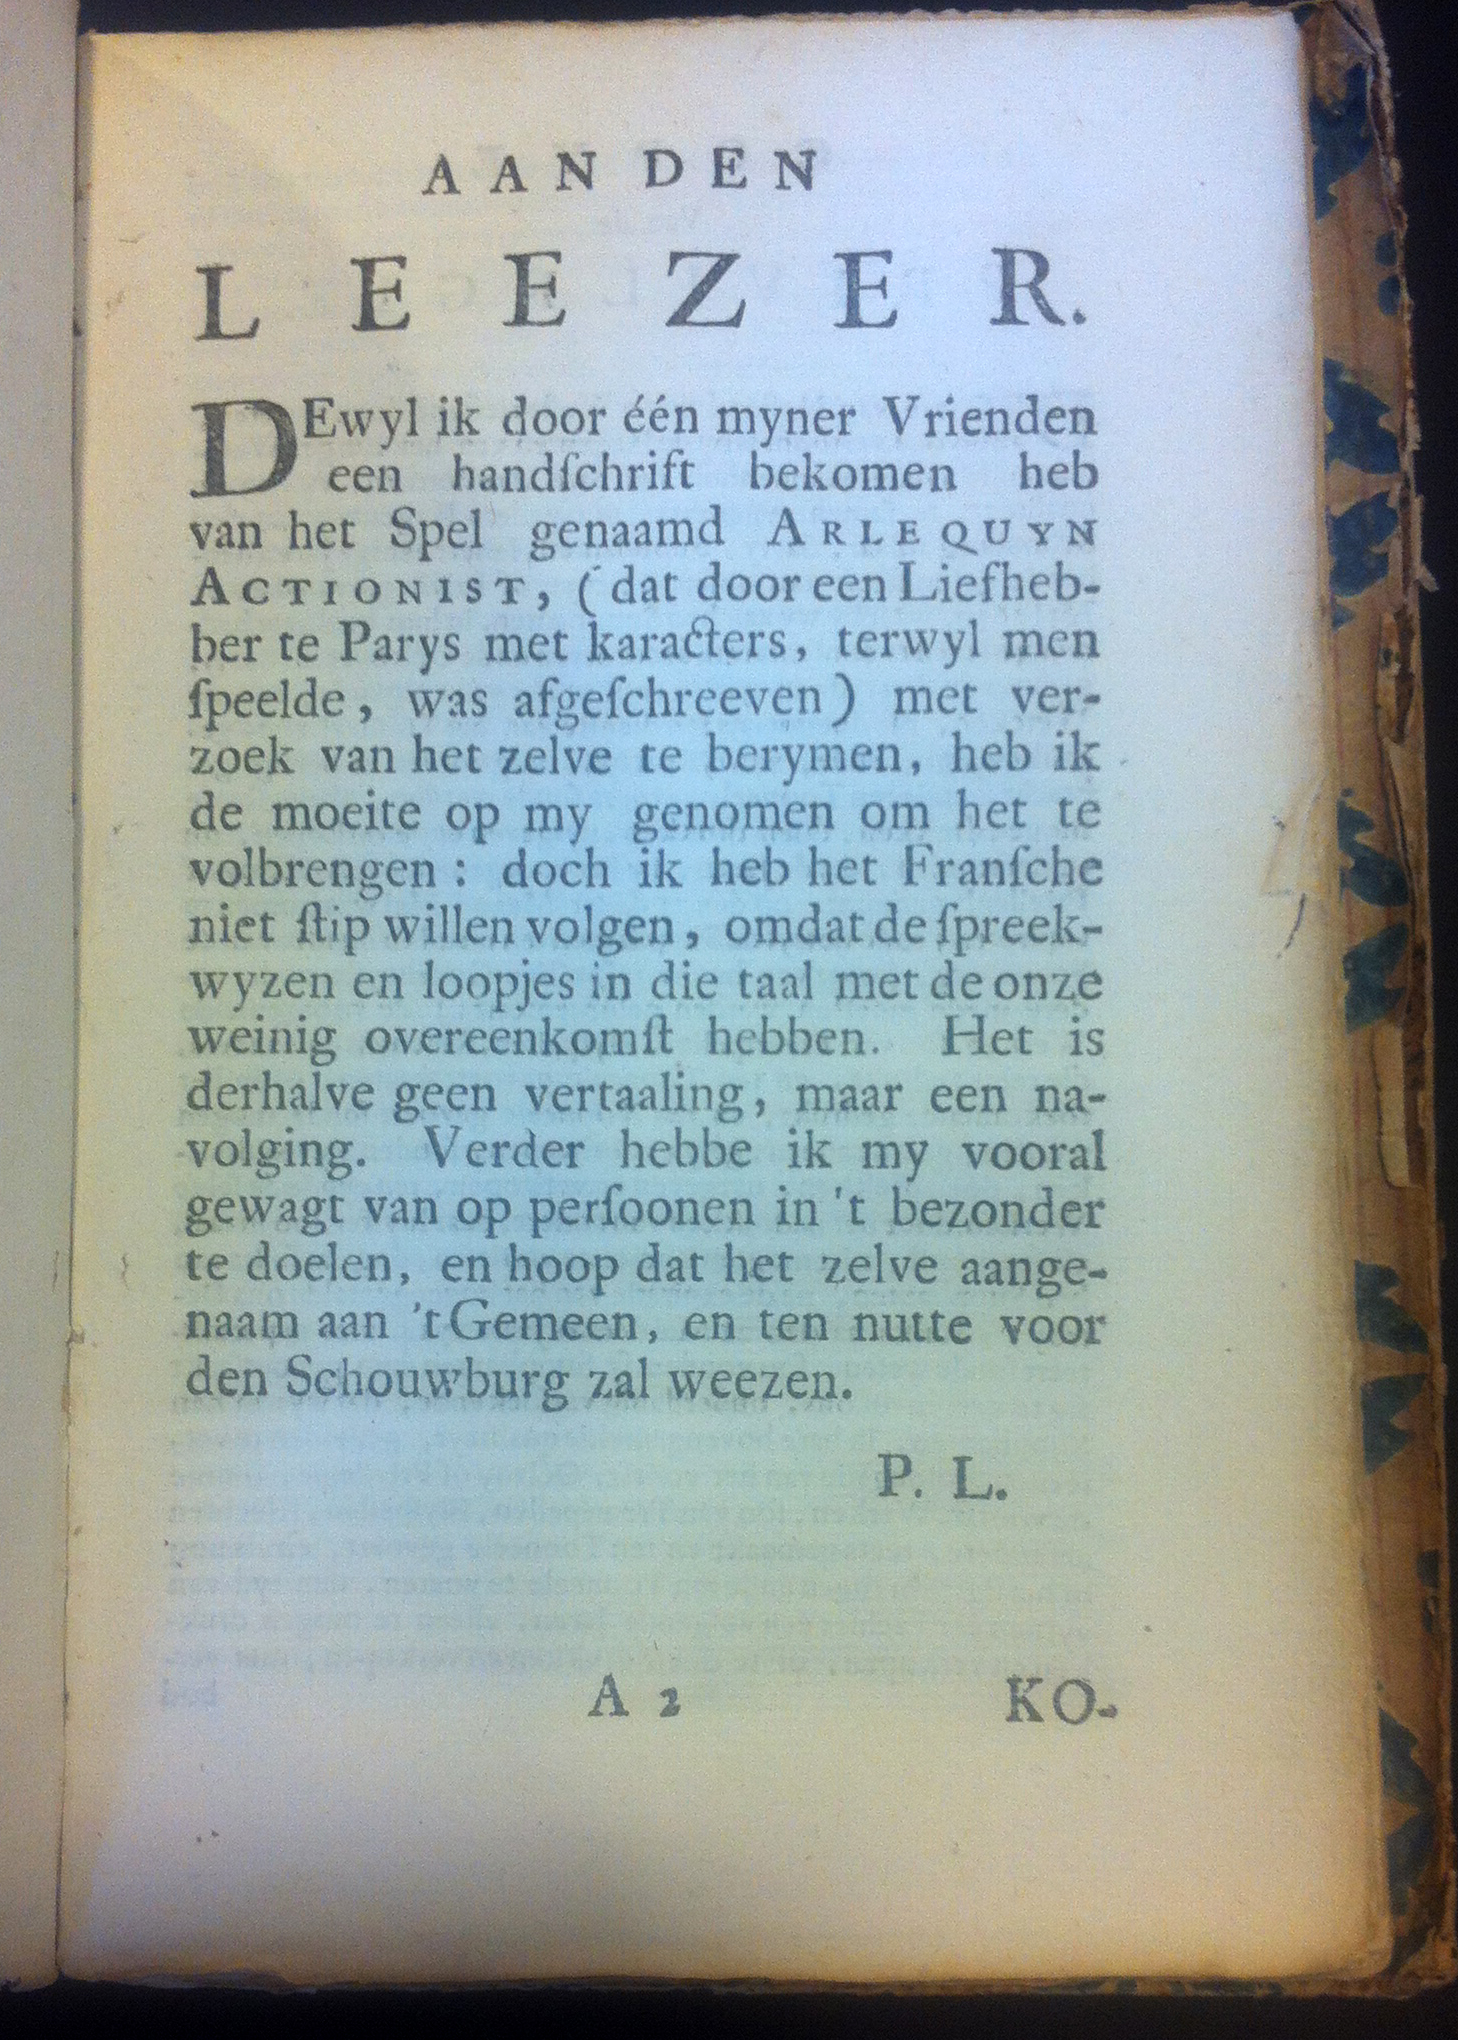 AAN DEN
LEEZER.
DEwyl ik door één myner Vrienden
een handſchrift bekomen heb
van het Spel genaamd ARLEQUYN
ACTIONIST, (dat door een Liefheb-
ber te Parys met karacters, terwyl men
ſpeelde, was afgeſchreeven) met ver-
zoek van het zelve te berymen, heb ik
de moeite op my genomen om het te
volbrengen: doch ik heb het Franſche
niet ſtip willen volgen, omdat de ſpreek-
wyzen en loopjes in die taal met de onze
weinig overeenkomſt hebben. Het is
derhalve geen vertaaling, maar een na-
volging. Verder hebbe ik my vooral
gewagt van op perſoonen in 't bezonder
te doelen, en hoop dat het zelve aange-
naam aan 't Gemeen, en ten nutte voor
den Schouwburg zal weezen.
P. L.
A 2 KO-